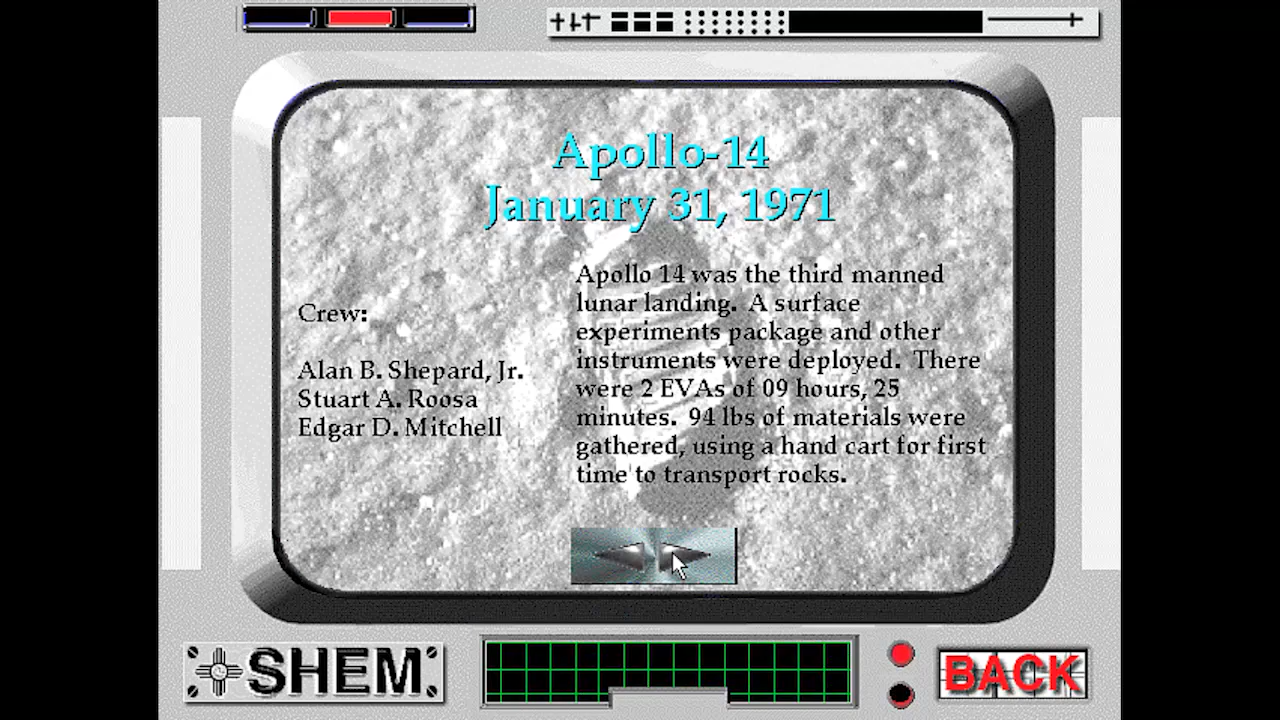 Apollo-14
January 31, 1971
Crew:
Alan B. Shepard, Jr.
Stuart A. Roosa
Edgar D. Mitchell
Apollo 14 was the third manned
lunar landing. A surface
experiments package and other
instruments were deployed. There
were 2 EVAs of 09 hours, 25
minutes. 94 lbs of materials were
gathered, using a hand cart for first
time to transport rocks.
SHEM
BACK